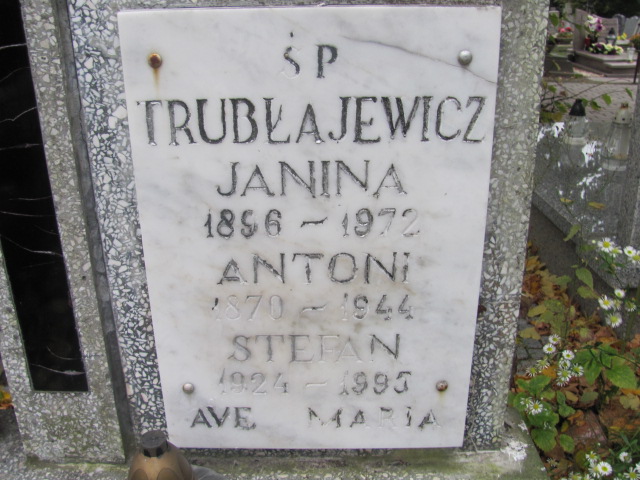 ŚP
TRUBŁAJEWICZ
JANINA
1896 ~ 1972
ANTONi
1870 ~ 1944
STEFAN
1924 ~ 1995
AVE MARIA